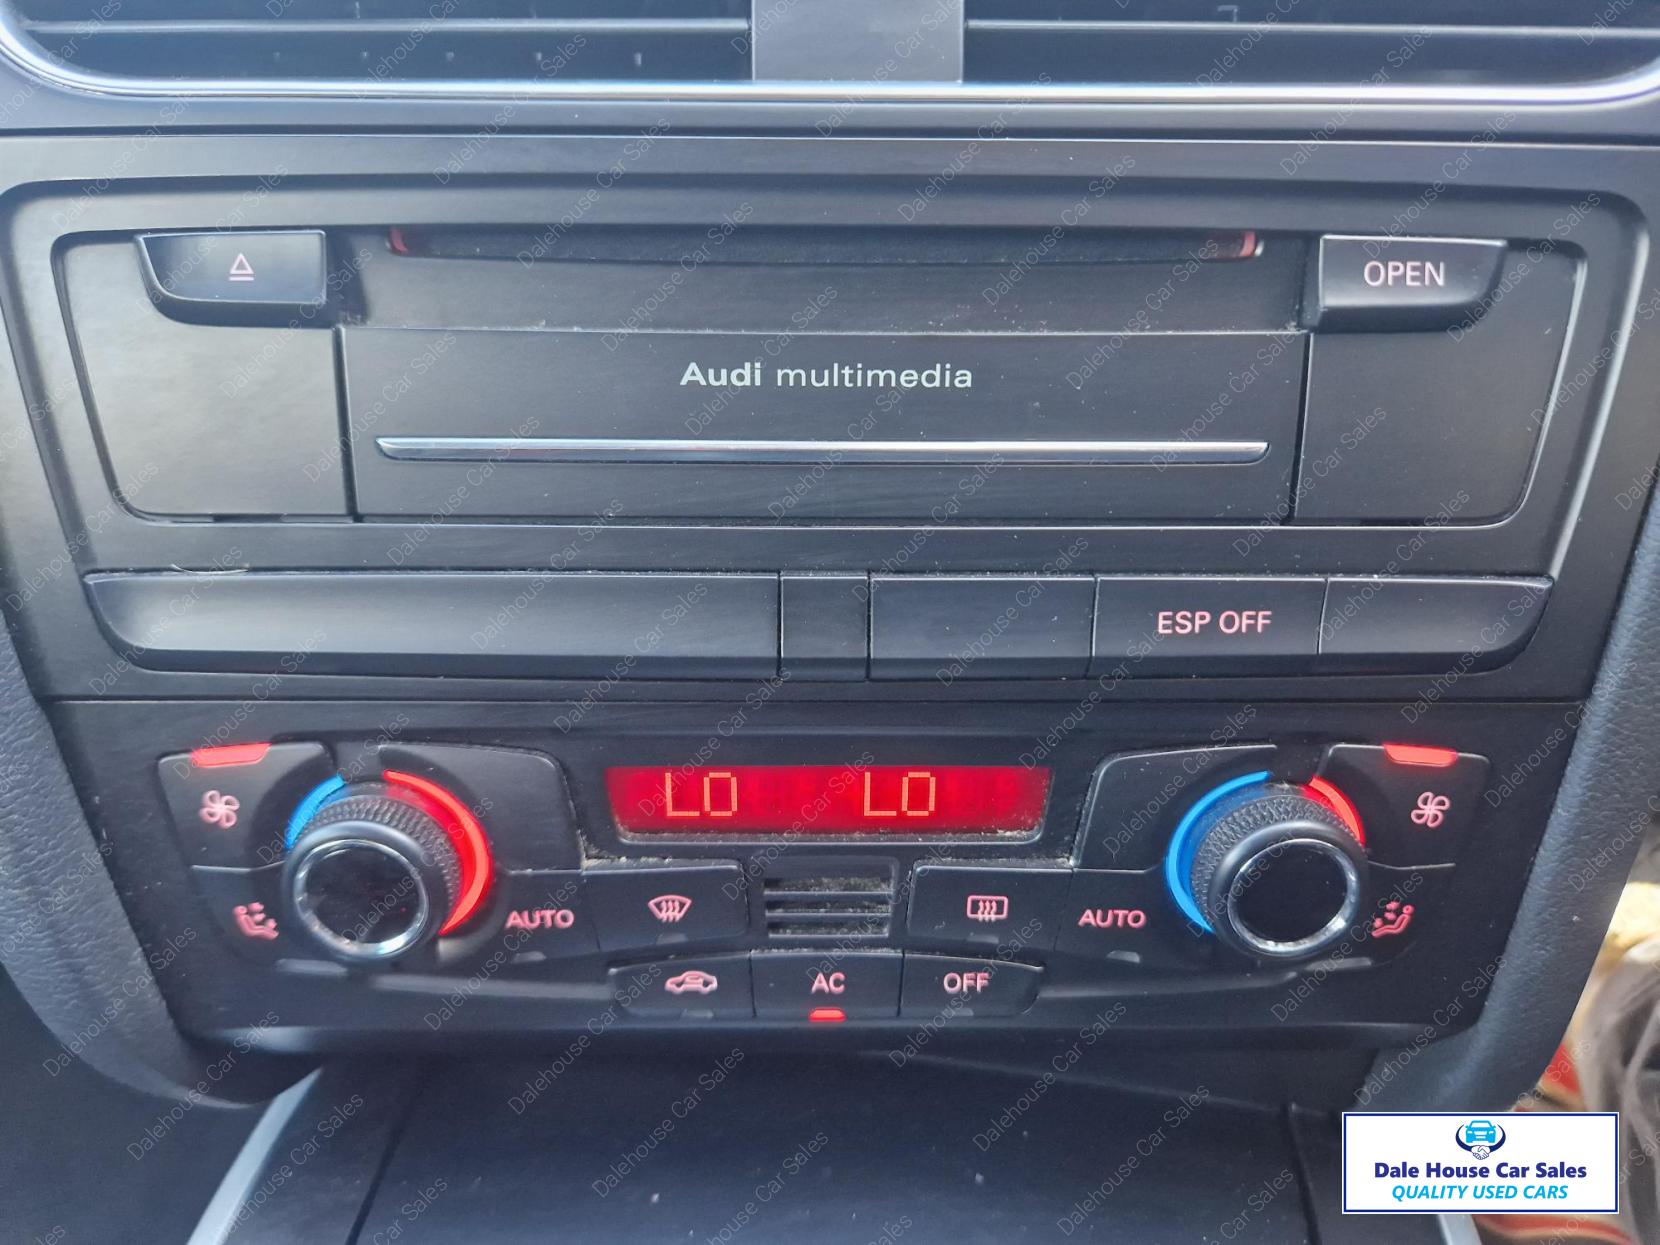 OPEN
Audi multimedia
ESP OFF
LO LO
AUTO
AUTO
AC
OFF
Dale House Car Sales
QUALITY USED CARS
Dalehouse Car Sales